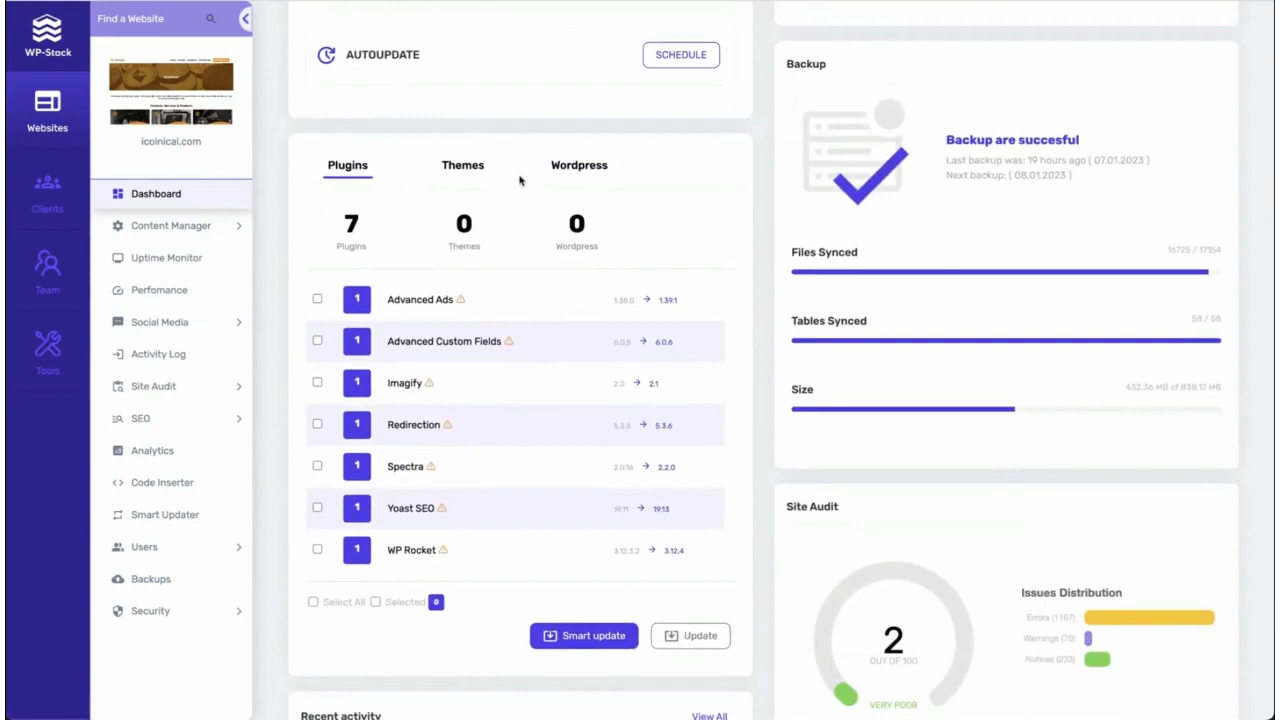 WP-Stack
Websites
Clients
Team
Tools
Find a Website
icoinical.com
Dashboard
Content Manager
Uptime Monitor
Perfomance
Social Media
Activity Log
Site Audit
SEO
Analytics
Code Inserter
Smart Updater
Users
Backups
Security
AUTOUPDATE
SCHEDULE
Plugins Themes Wordpress
7 0 0
Plugins Themes Wordpress
1 Advanced Ads 1.38.0 → 1.39.1
1 Advanced Custom Fields 6.0.5 → 6.0.6
1 Imagify 2.0 → 2.1
1 Redirection 5.3.5 → 5.3.6
1 Spectra 2.0.16 → 2.2.0
1 Yoast SEO 19.11 → 19.13
1 WP Rocket 3.12.3.2 → 3.12.4
Select All Selected 0
Smart update Update
Recent activity View All
Backup
Backup are succesful
Last backup was: 19 hours ago ( 07.01.2023 )
Next backup: ( 08.01.2023 )
Files Synced 16725 / 17154
Tables Synced 58 / 58
Size 432.36 MB of 838.17 MB
Site Audit
2
OUT OF 100
VERY POOR
Issues Distribution
Errors (1167)
Warnings (70)
Notices (233)